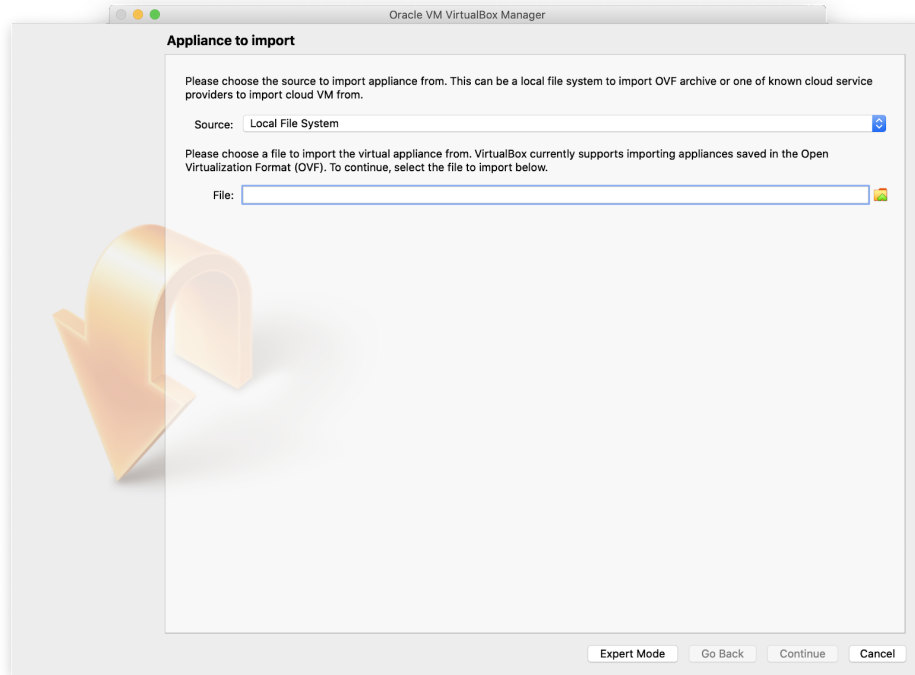 Oracle VM VirtualBox Manager
Appliance to import
Please choose the source to import appliance from. This can be a local file system to import OVF archive or one of known cloud service
providers to import cloud VM from.
Source: Local File System
Please choose a file to import the virtual appliance from. VirtualBox currently supports importing appliances saved in the Open
Virtualization Format (OVF). To continue, select the file to import below.
File:
Expert Mode Go Back Continue Cancel